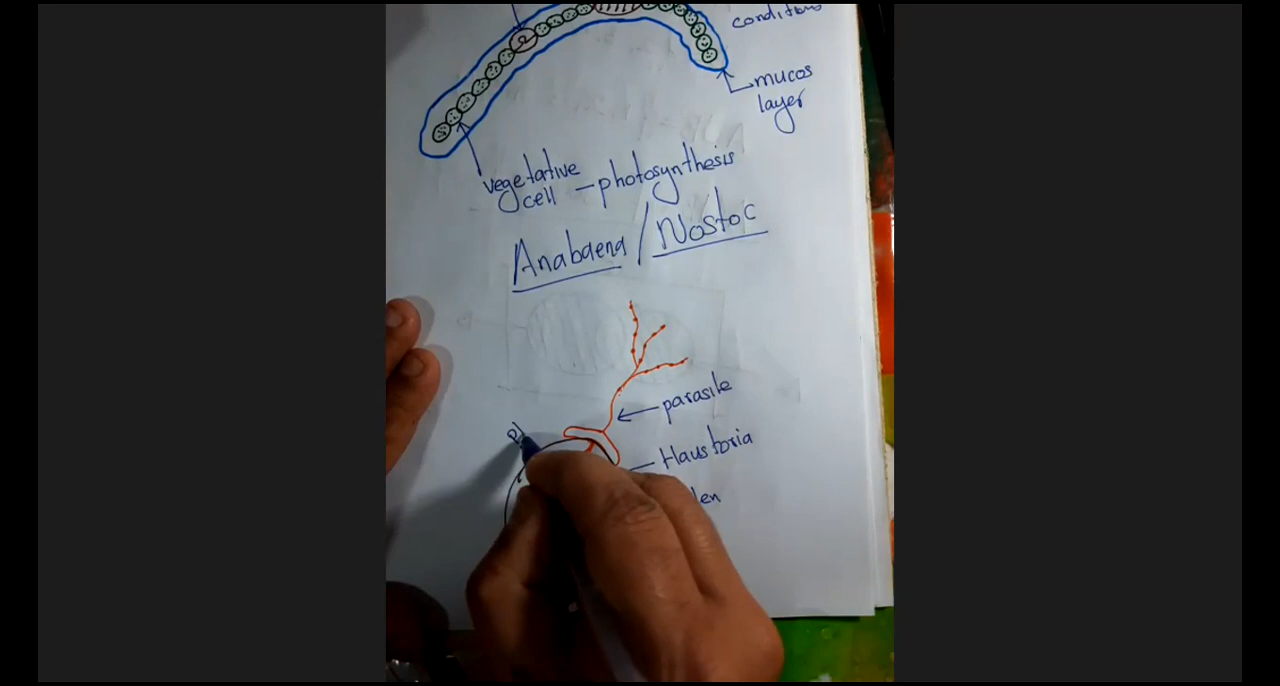 conditions
mucos
layer
vegetative
cell - photosynthesis
Anabaena / Nostoc
parasite
Haustoria